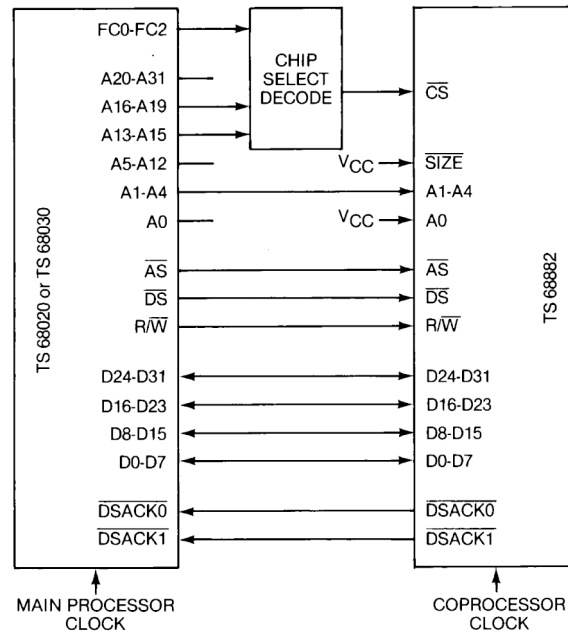 FC0-FC2
A20-A31
A16-A19
A13-A15
A5-A12
A1-A4
A0
AS
DS
R/W
D24-D31
D16-D23
D8-D15
D0-D7
DSACK0
DSACK1
TS 68020 or TS 68030
MAIN PROCESSOR
CLOCK
CHIP
SELECT
DECODE
VCC
VCC
CS
SIZE
A1-A4
A0
AS
DS
R/W
D24-D31
D16-D23
D8-D15
D0-D7
DSACK0
DSACK1
TS 68882
COPROCESSOR
CLOCK